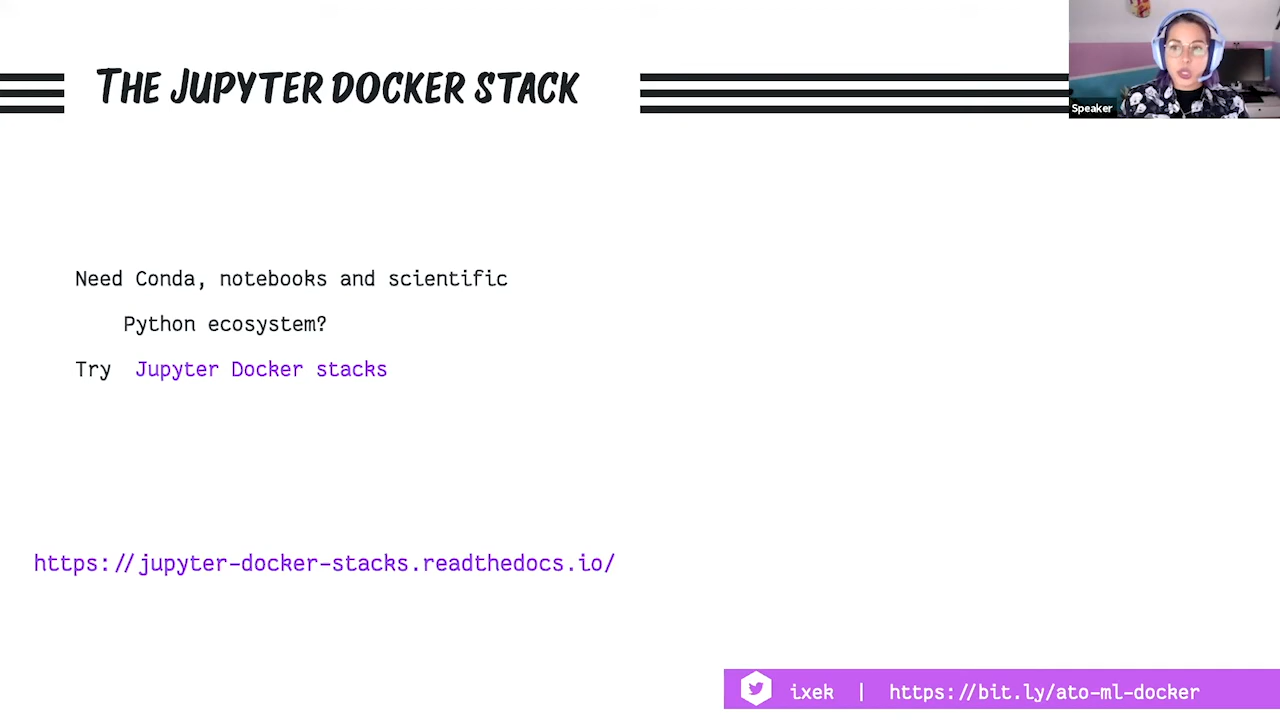 THE JUPYTER DOCKER STACK
Speaker
Need Conda, notebooks and scientific
Python ecosystem?
Try Jupyter Docker stacks
https://jupyter-docker-stacks.readthedocs.io/
ixek | https://bit.ly/ato-ml-docker